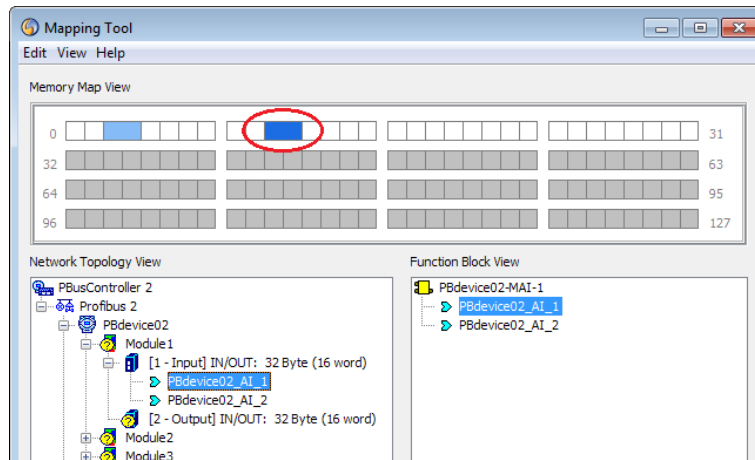 Mapping Tool
Edit View Help
Memory Map View
0 31
32 63
64 95
96 127
Network Topology View
PBusController 2
Profibus 2
PBdevice02
Module1
[1 - Input] IN/OUT: 32 Byte (16 word)
PBdevice02_AI_1
PBdevice02_AI_2
[2 - Output] IN/OUT: 32 Byte (16 word)
Module2
Module3
Function Block View
PBdevice02-MAI-1
PBdevice02_AI_1
PBdevice02_AI_2